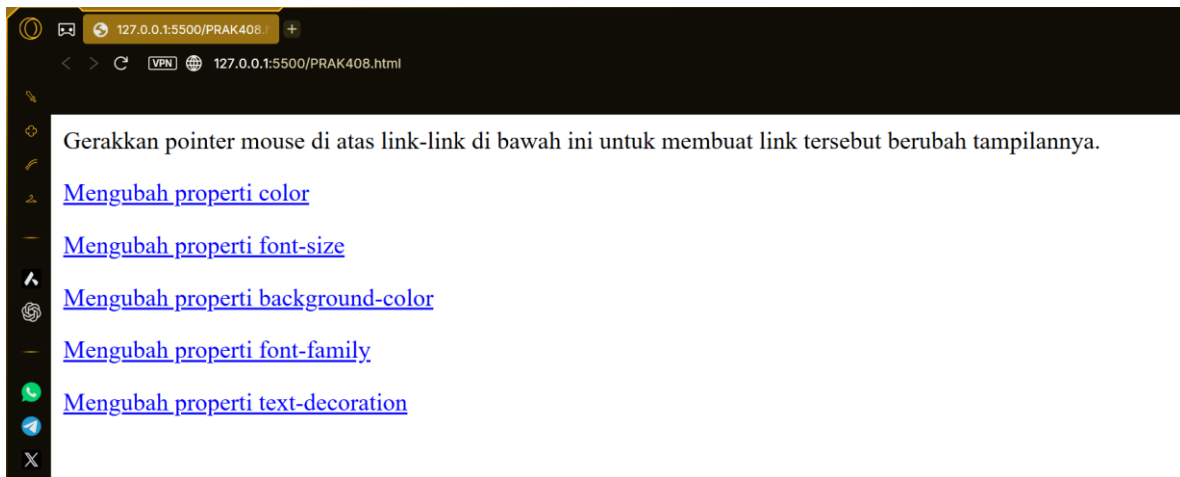 127.0.0.1:5500/PRAK408.
VPN 127.0.0.1:5500/PRAK408.html
Gerakkan pointer mouse di atas link-link di bawah ini untuk membuat link tersebut berubah tampilannya.
Mengubah properti color
Mengubah properti font-size
Mengubah properti background-color
Mengubah properti font-family
Mengubah properti text-decoration